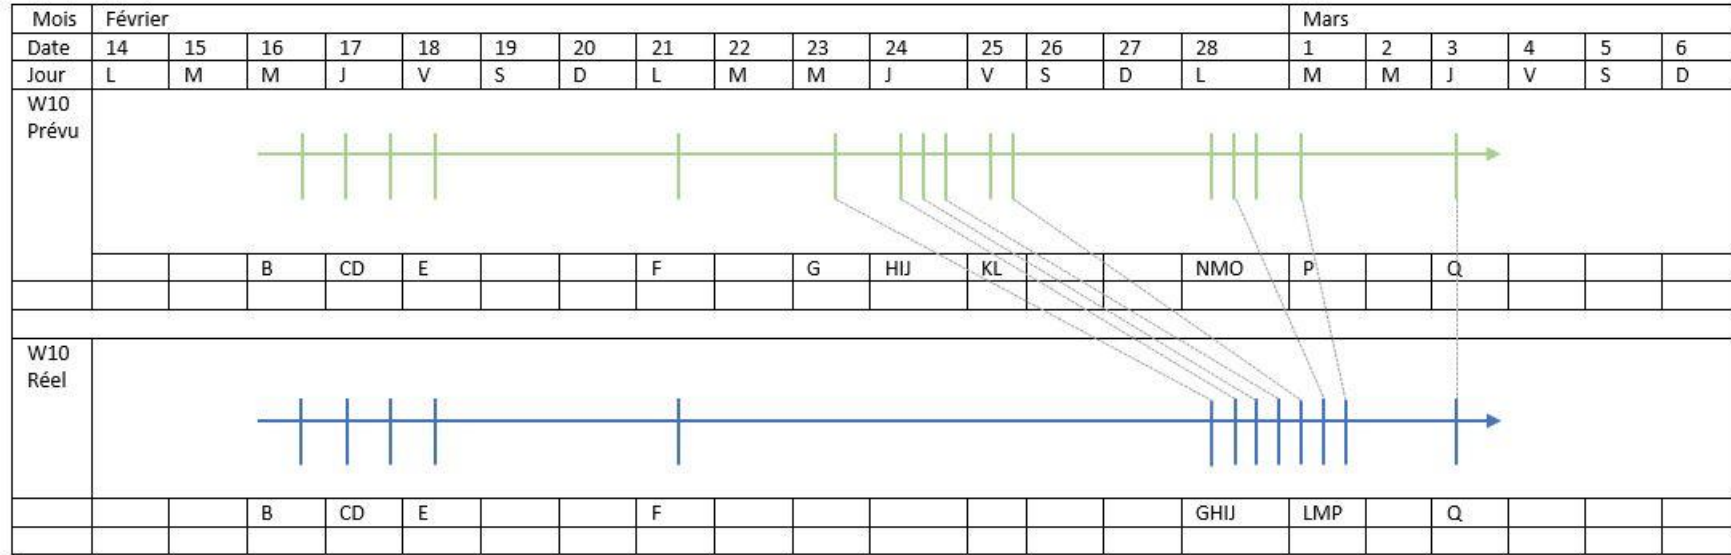 Mois Février Mars
Date 14 15 16 17 18 19 20 21 22 23 24 25 26 27 28 1 2 3 4 5 6
Jour L M M J V S D L M M J V S D L M M J V S D
W10
Prévu
B CD E F G HIJ KL NMO P Q
W10
Réel
B CD E F GHIJ LMP Q